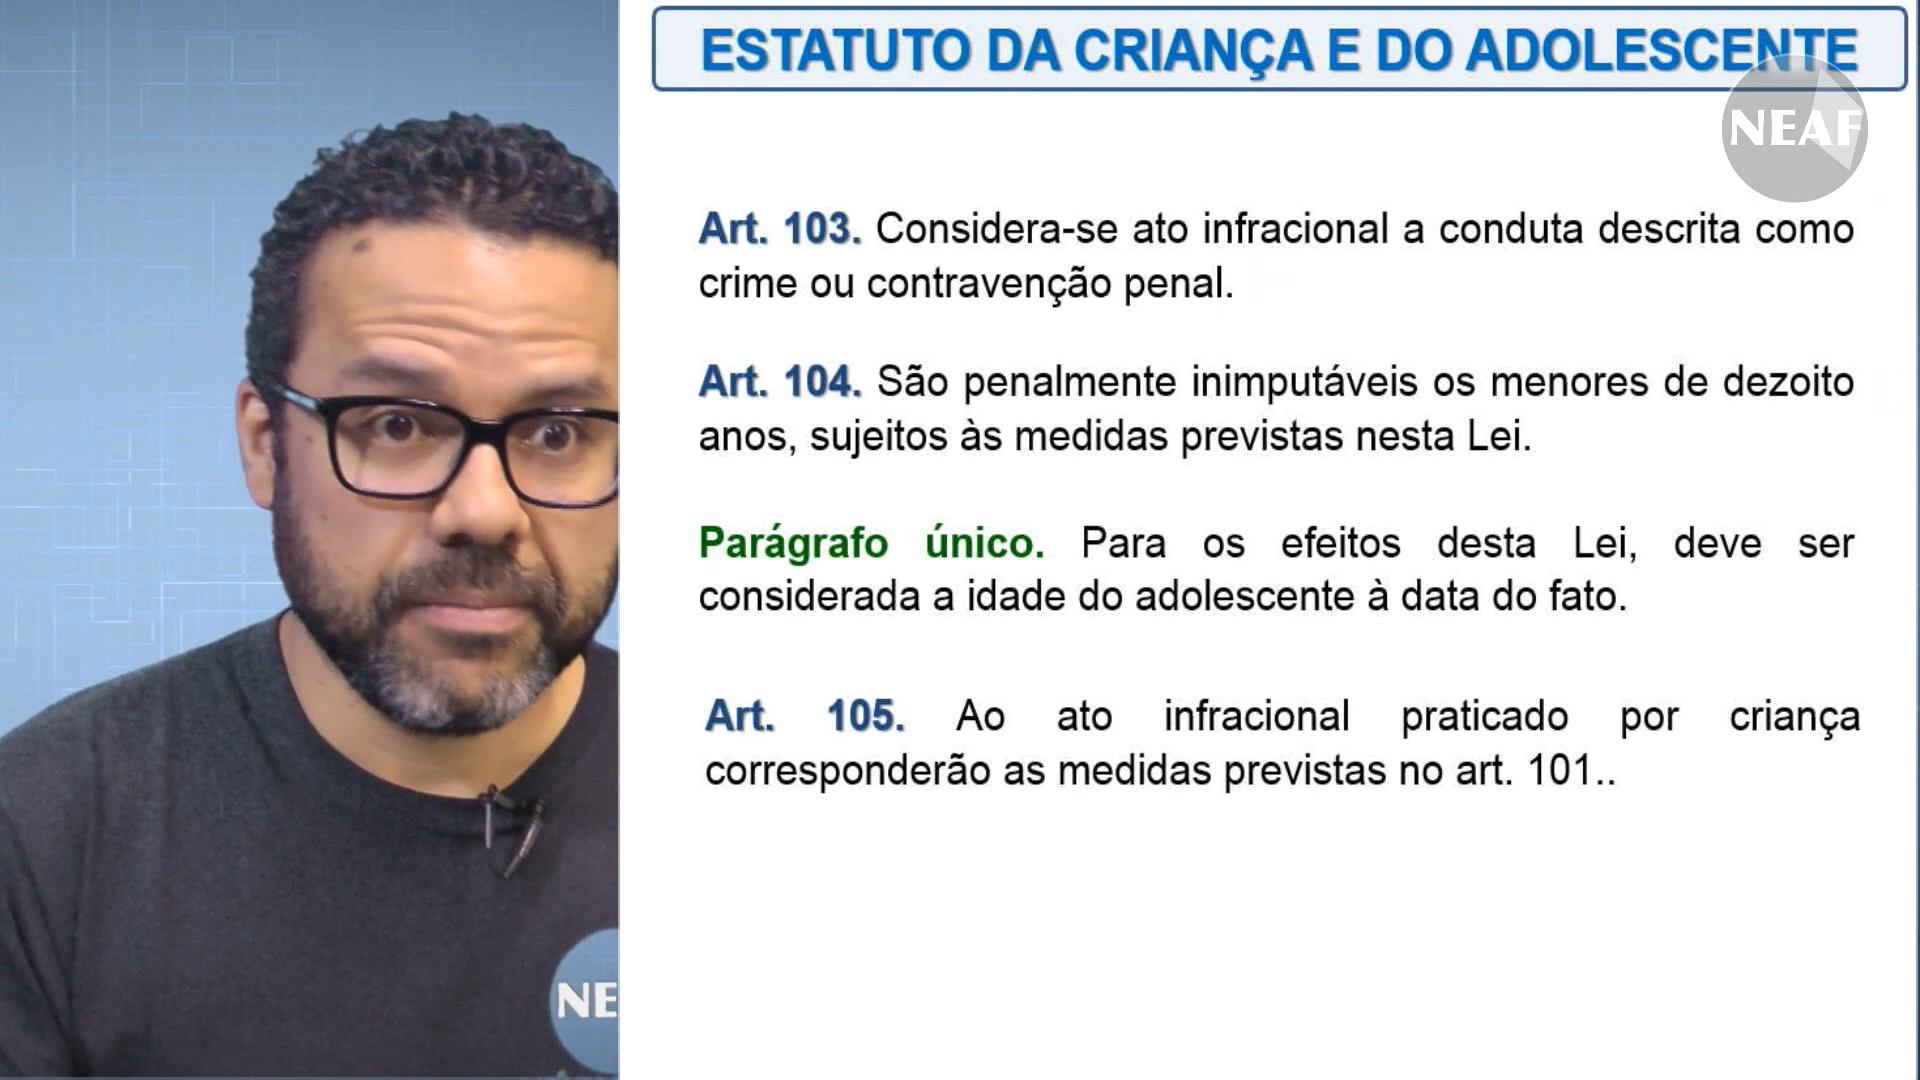 ESTATUTO DA CRIANÇA E DO ADOLESCENTE
NEAF
Art. 103. Considera-se ato infracional a conduta descrita como
crime ou contravenção penal.
Art. 104. São penalmente inimputáveis os menores de dezoito
anos, sujeitos às medidas previstas nesta Lei.
Parágrafo único. Para os efeitos desta Lei, deve ser
considerada a idade do adolescente à data do fato.
Art. 105. Ao ato infracional praticado por criança
corresponderão as medidas previstas no art. 101..
NE